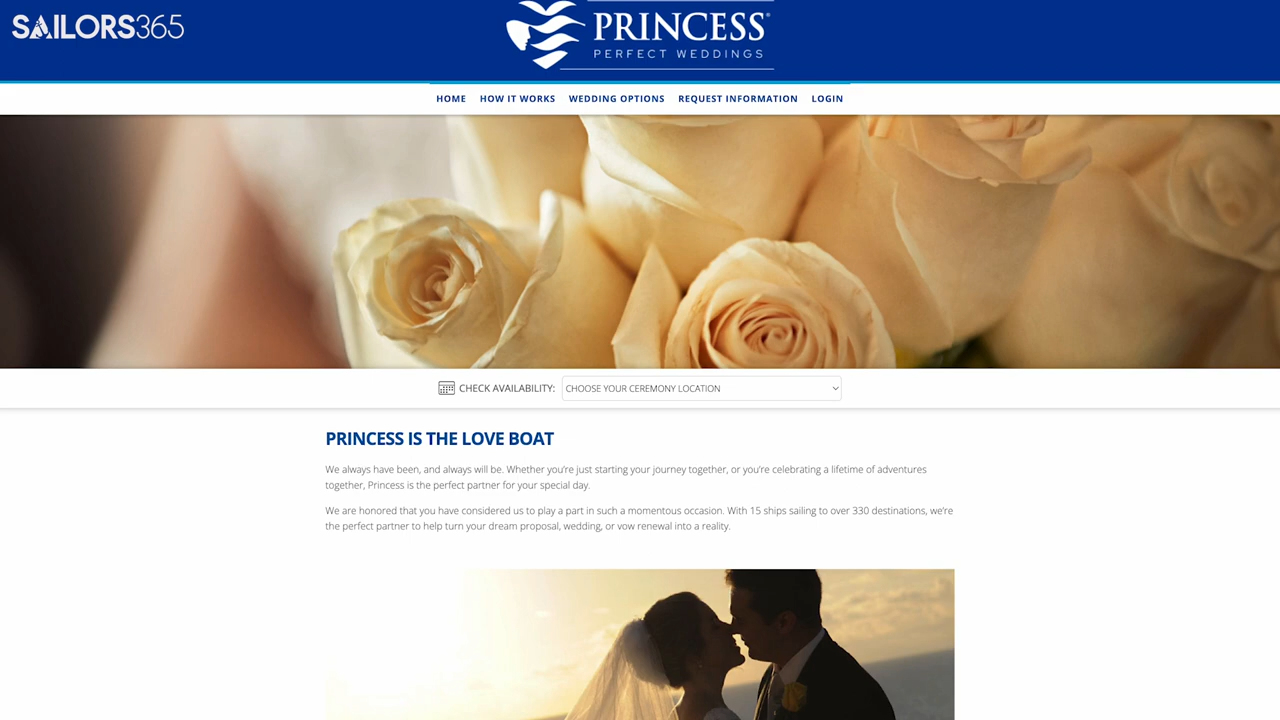 SAILORS365
PRINCESS®
PERFECT WEDDINGS
HOME HOW IT WORKS WEDDING OPTIONS REQUEST INFORMATION LOGIN
CHECK AVAILABILITY: CHOOSE YOUR CEREMONY LOCATION
PRINCESS IS THE LOVE BOAT
We always have been, and always will be. Whether you're just starting your journey together, or you're celebrating a lifetime of adventures
together, Princess is the perfect partner for your special day.
We are honored that you have considered us to play a part in such a momentous occasion. With 15 ships sailing to over 330 destinations, we're
the perfect partner to help turn your dream proposal, wedding, or vow renewal into a reality.